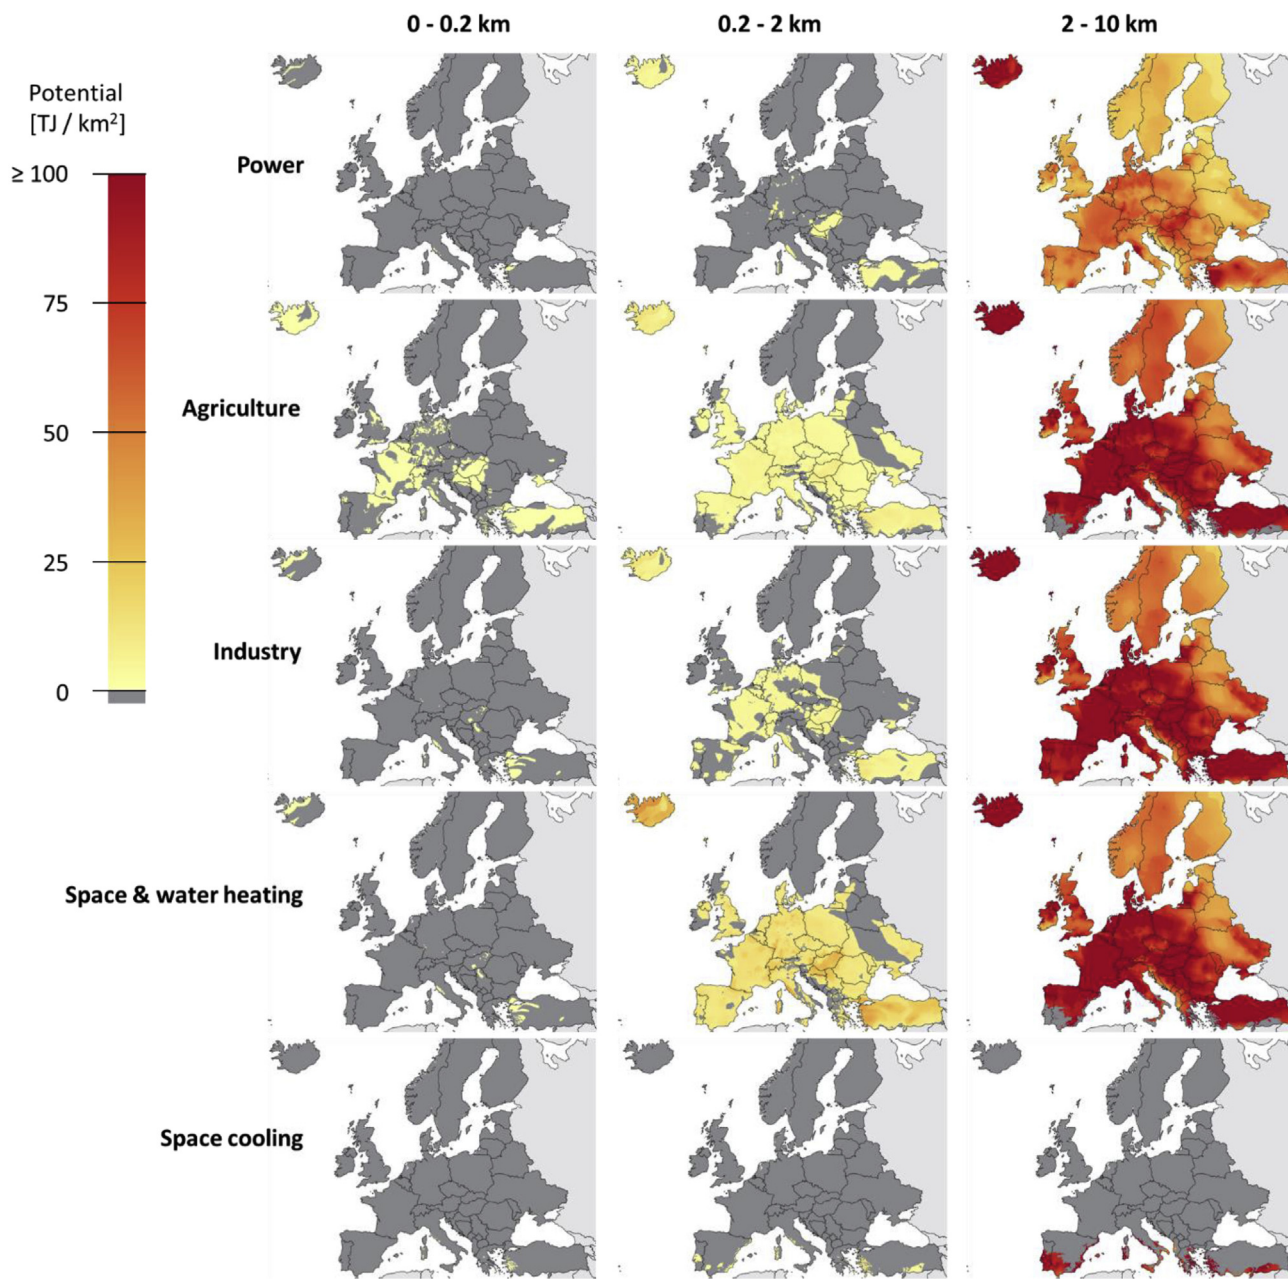 0 - 0.2 km
0.2 - 2 km
2 - 10 km
Potential
[TJ / km²]
≥ 100
75
50
25
0
Power
Agriculture
Industry
Space & water heating
Space cooling